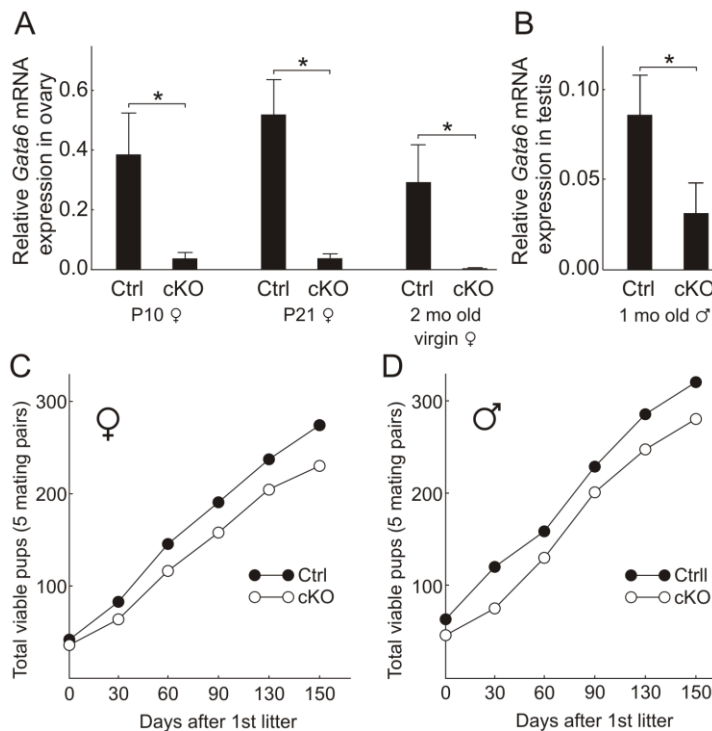 A
Relative Gata6 mRNA
expression in ovary
0.6
0.4
0.2
0.0
*
*
*
Ctrl cKO
Ctrl cKO
Ctrl cKO
P10 ♀
P21 ♀
2 mo old
virgin ♀
B
Relative Gata6 mRNA
expression in testis
0.10
0.05
0.00
*
Ctrl cKO
1 mo old ♂
C
♀
Total viable pups (5 mating pairs)
300
200
100
Ctrl
cKO
0 30 60 90 130 150
Days after 1st litter
D
♂
Total viable pups (5 mating pairs)
300
200
100
Ctrll
cKO
0 30 60 90 130 150
Days after 1st litter